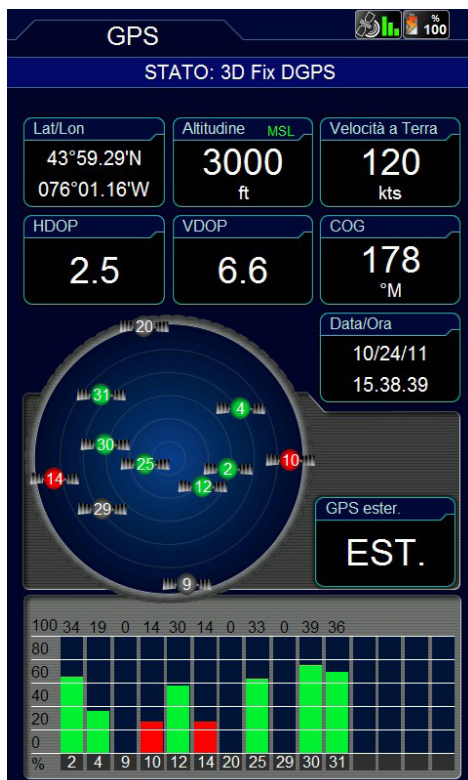 GPS
%
100
STATO: 3D Fix DGPS
Lat/Lon
43°59.29'N
076°01.16'W
Altitudine MSL
3000
ft
Velocità a Terra
120
kts
HDOP
2.5
VDOP
6.6
COG
178
°M
Data/Ora
10/24/11
15.38.39
20
31
4
30
25
2
10
14
12
29
9
GPS ester.
EST.
100 34 19 0 14 30 14 0 33 0 39 36
80
60
40
20
0
% 2 4 9 10 12 14 20 25 29 30 31